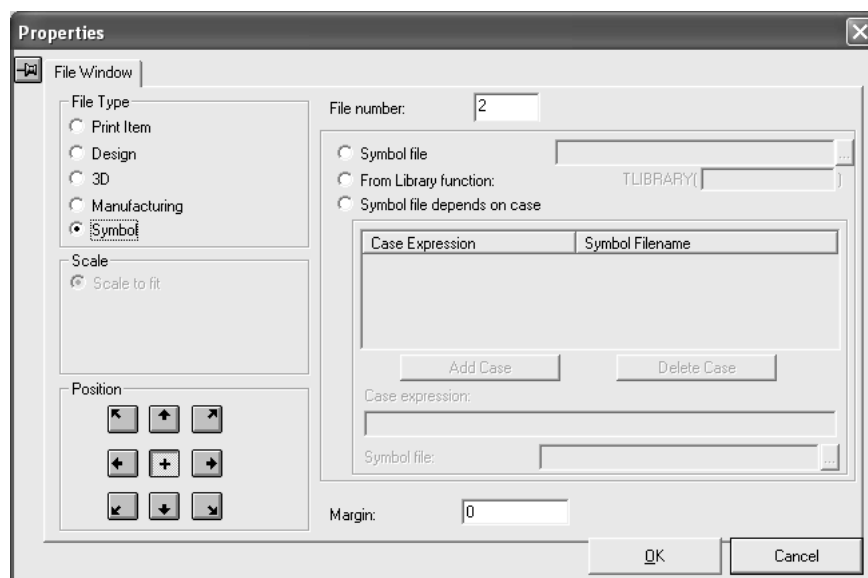 Properties
File Window
File Type
Print Item
Design
3D
Manufacturing
Symbol
Scale
Scale to fit
Position
File number: 2
Symbol file ...
From Library function: TLIBRARY( )
Symbol file depends on case
Case Expression Symbol Filename
Add Case Delete Case
Case expression:
Symbol file: ...
Margin: 0
OK Cancel